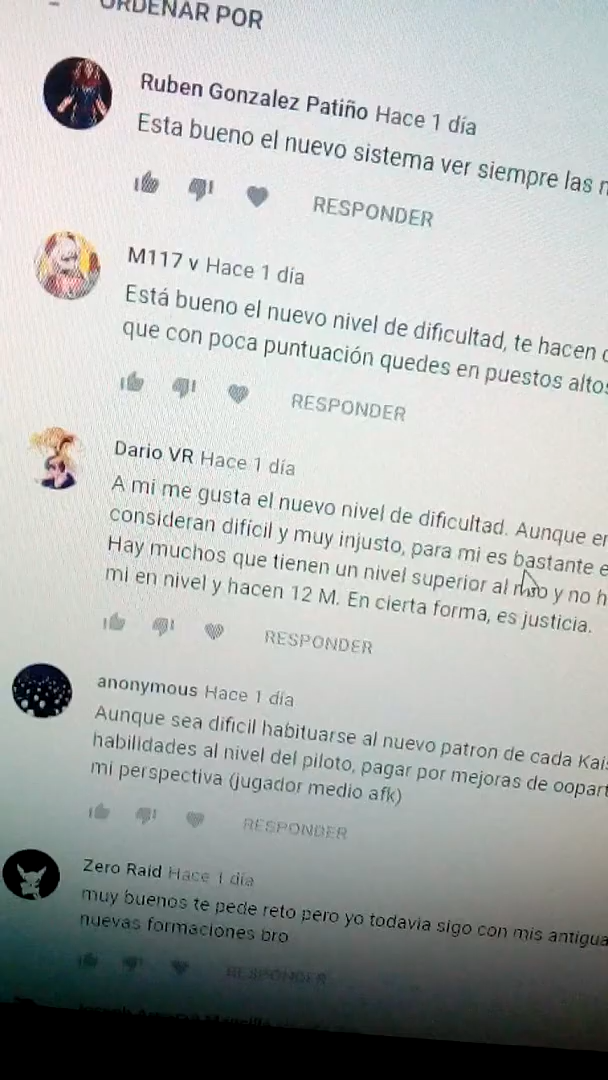 ORDENAR POR
Ruben Gonzalez Patiño Hace 1 día
Esta bueno el nuevo sistema ver siempre las
RESPONDER
M117 v Hace 1 día
Está bueno el nuevo nivel de dificultad, te hacen
que con poca puntuación quedes en puestos altos
RESPONDER
Dario VR Hace 1 día
A mi me gusta el nuevo nivel de dificultad. Aunque
consideran difícil y muy injusto, para mi es bastante
Hay muchos que tienen un nivel superior al mío y no
mi en nivel y hacen 12 M. En cierta forma, es justicia.
RESPONDER
anonymous Hace 1 día
Aunque sea dificil habituarse al nuevo patron de cada
habilidades al nivel del piloto, pagar por mejoras de oopart
mi perspectiva (jugador medio afk)
RESPONDER
Zero Raid Hace 1 día
muy buenos te pede reto pero yo todavia sigo con mis antigua
nuevas formaciones bro
RESPONDER